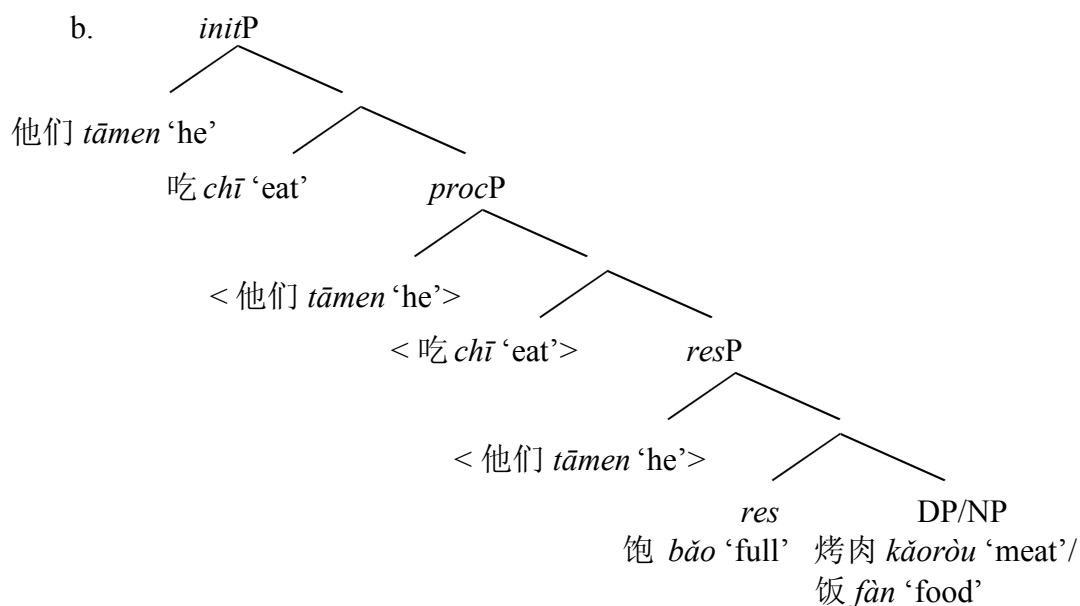 b. initP
他们 tāmen ‘he’
吃 chī ‘eat’ procP
< 他们 tāmen ‘he’>
< 吃 chī ‘eat’> resP
< 他们 tāmen ‘he’>
res DP/NP
饱 bǎo ‘full’ 烤肉 kǎoròu ‘meat’/
饭 fàn ‘food’